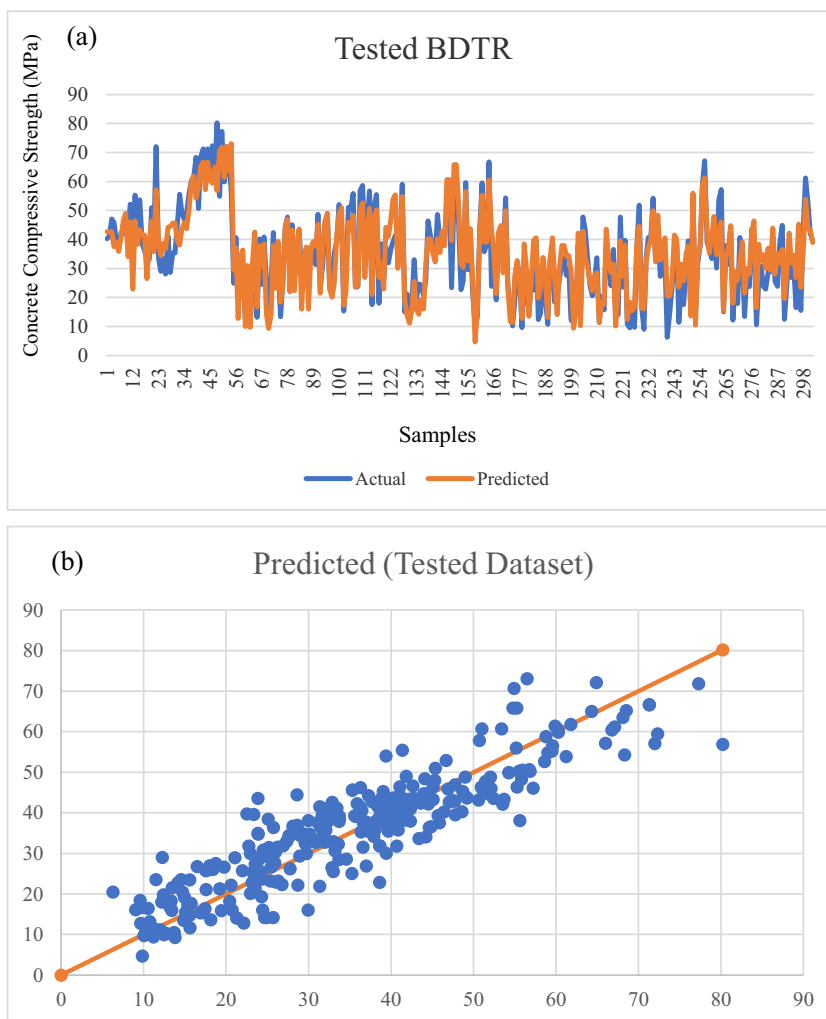 (a)
Tested BDTR
Concrete Compressive Strength (MPa)
90
80
70
60
50
40
30
20
10
0
1 12 23 34 45 56 67 78 89 100 111 122 133 144 155 166 177 188 199 210 221 232 243 254 265 276 287 298
Samples
Actual Predicted
(b)
Predicted (Tested Dataset)
90
80
70
60
50
40
30
20
10
0
0 10 20 30 40 50 60 70 80 90